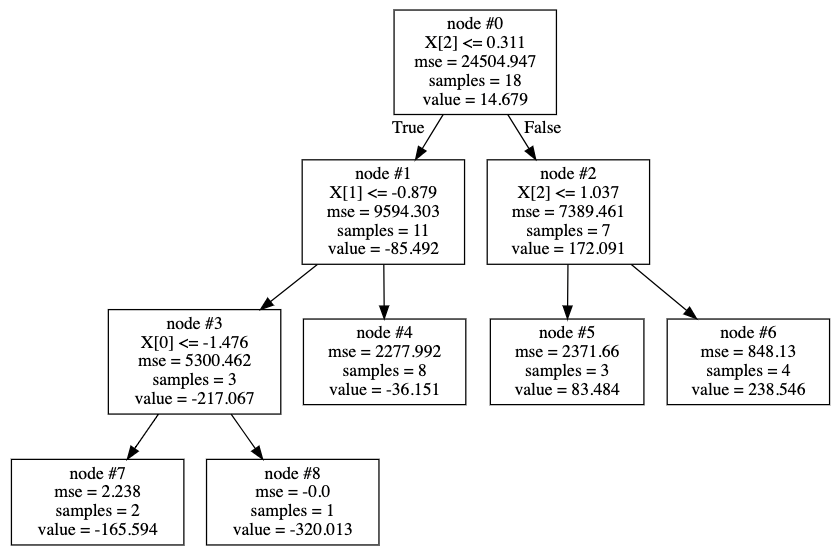 node #0
X[2] <= 0.311
mse = 24504.947
samples = 18
value = 14.679
True
False
node #1
X[1] <= -0.879
mse = 9594.303
samples = 11
value = -85.492
node #2
X[2] <= 1.037
mse = 7389.461
samples = 7
value = 172.091
node #3
X[0] <= -1.476
mse = 5300.462
samples = 3
value = -217.067
node #4
mse = 2277.992
samples = 8
value = -36.151
node #5
mse = 2371.66
samples = 3
value = 83.484
node #6
mse = 848.13
samples = 4
value = 238.546
node #7
mse = 2.238
samples = 2
value = -165.594
node #8
mse = -0.0
samples = 1
value = -320.013